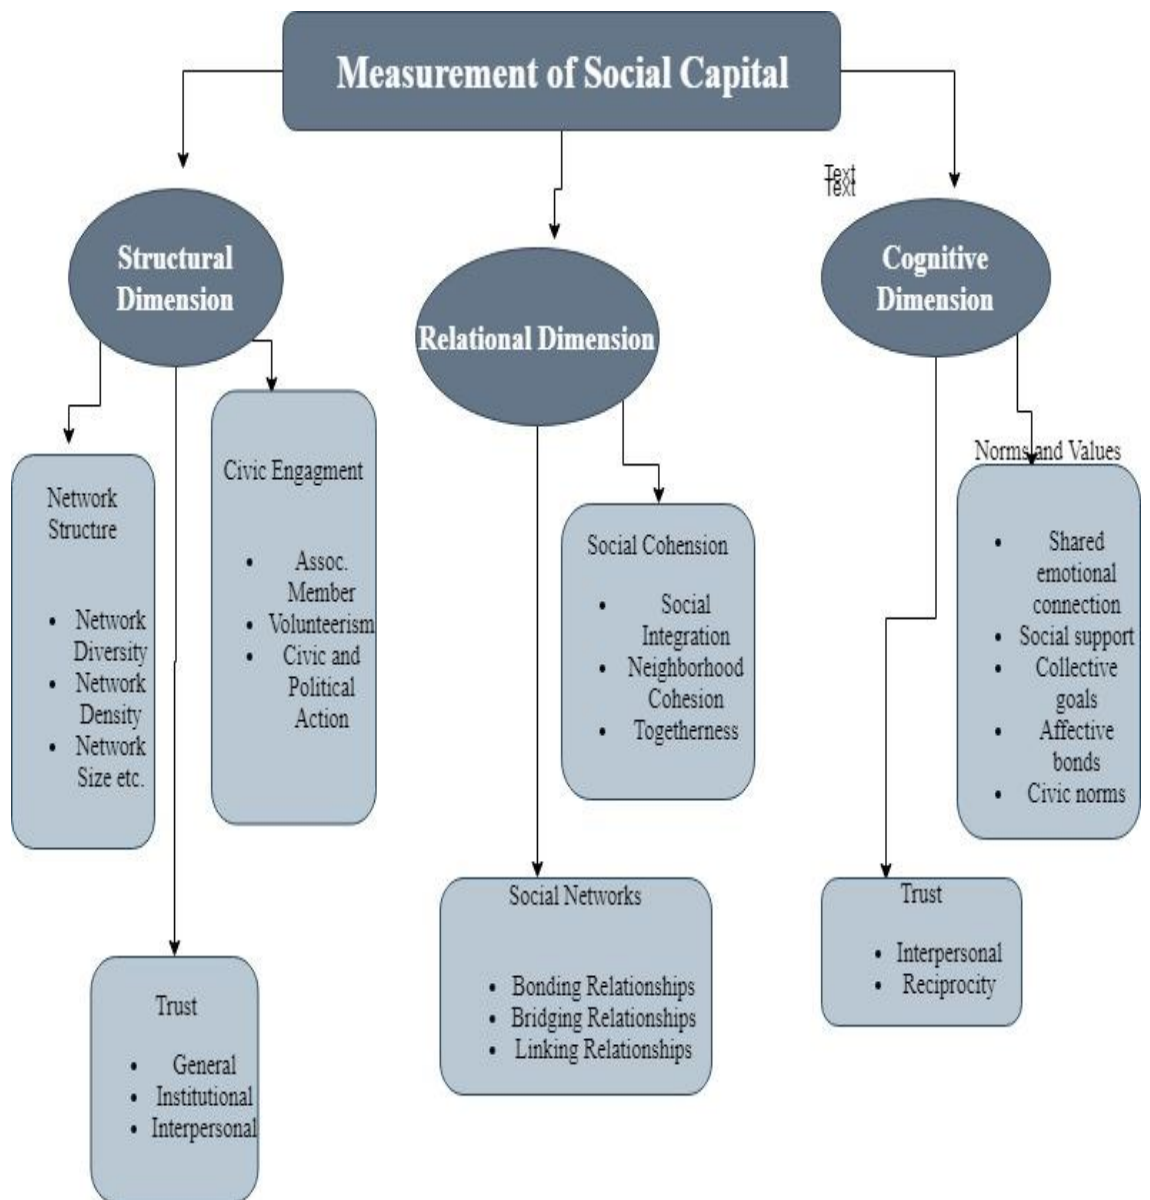 Measurement of Social Capital
Text
Text
Structural
Dimension
Relational Dimension
Cognitive
Dimension
Network
Structıre
• Network
Diversity
• Network
Density
• Network
Size etc.
Civic Engagment
• Assoc.
Member
• Volunteerism
• Civic and
Political
Action
Trust
• General
• Institutional
• Interpersonal
Social Cohension
• Social
Integration
• Neighborhood
Cohesion
• Togetherness
Social Networks
• Bonding Relationships
• Bridging Relationships
• Linking Relationships
Norms and Values
• Shared
emotional
connection
• Social support
• Collective
goals
• Affective
bonds
• Civic norms
Trust
• Interpersonal
• Reciprocity